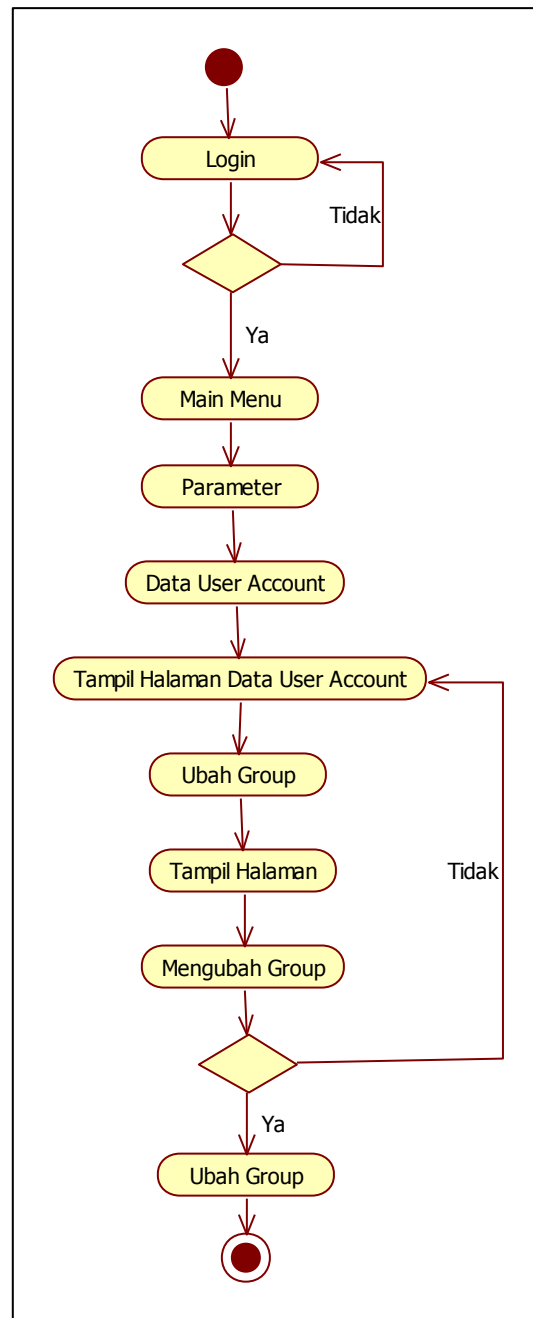 Login
Tidak
Ya
Main Menu
Parameter
Data User Account
Tampil Halaman Data User Account
Ubah Group
Tampil Halaman
Tidak
Mengubah Group
Ya
Ubah Group